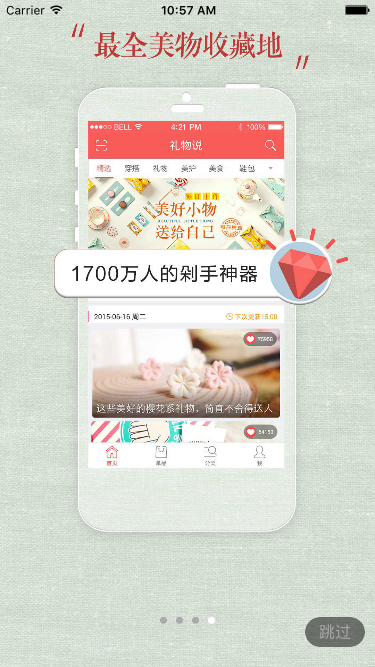 Carrier 10:57 AM
“最全美物收藏地”
BELL 4:21 PM 100%
礼物说
精选 穿搭 礼物 美护 美食 鞋包
美好小物
送给自己
1700万人的剁手神器
2015-06-16 周二 下次更新15:00
75958
这些美好的樱花系礼物，简直不舍得送人
54153
首页 单品 分类 我
跳过